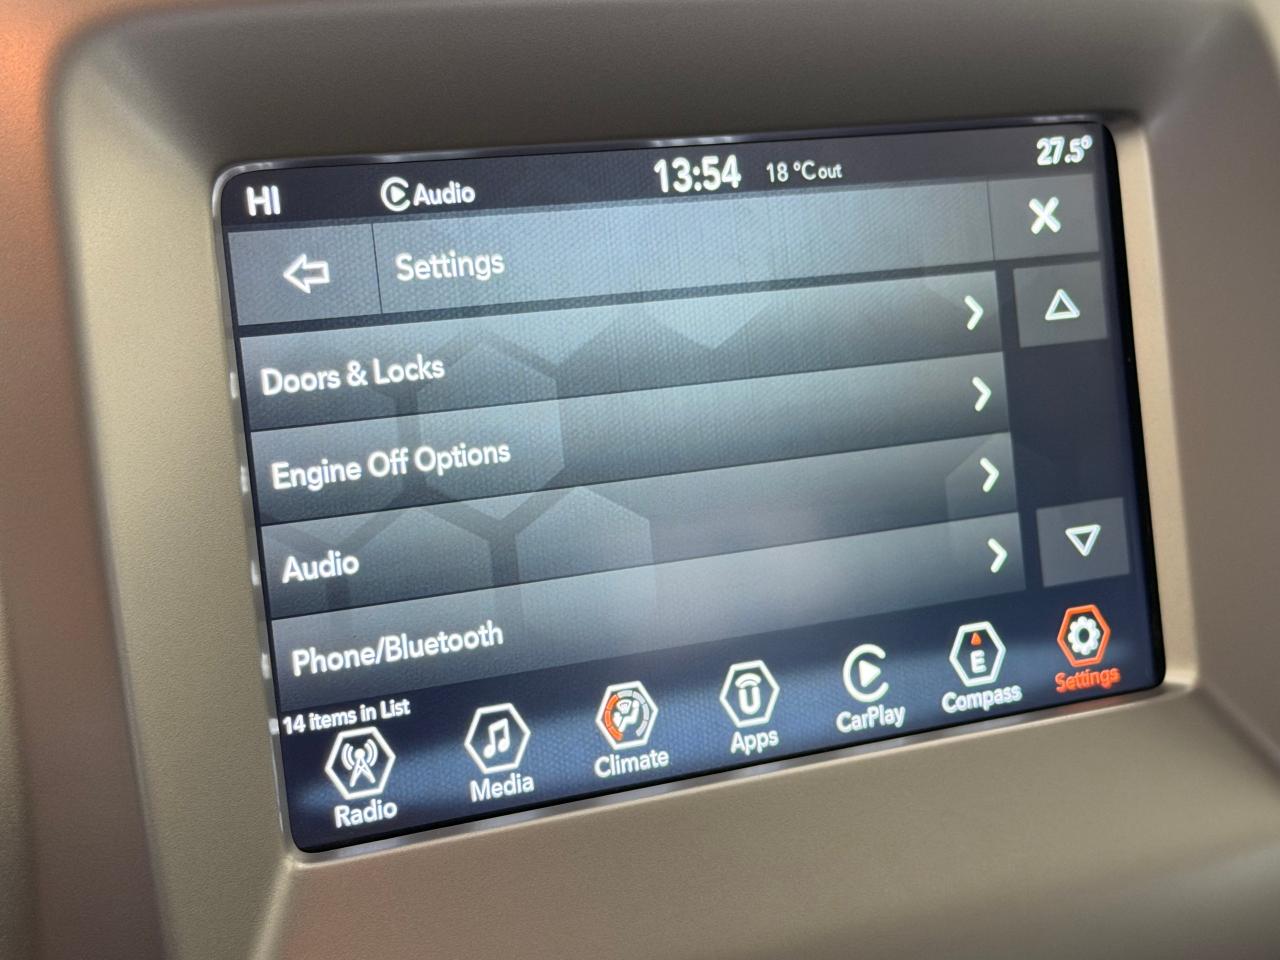 HI Audio 13:54 18 °C out 27.5°
Settings
Doors & Locks
Engine Off Options
Audio
Phone/Bluetooth
14 items in List
Radio Media Climate Apps CarPlay E Compass Settings